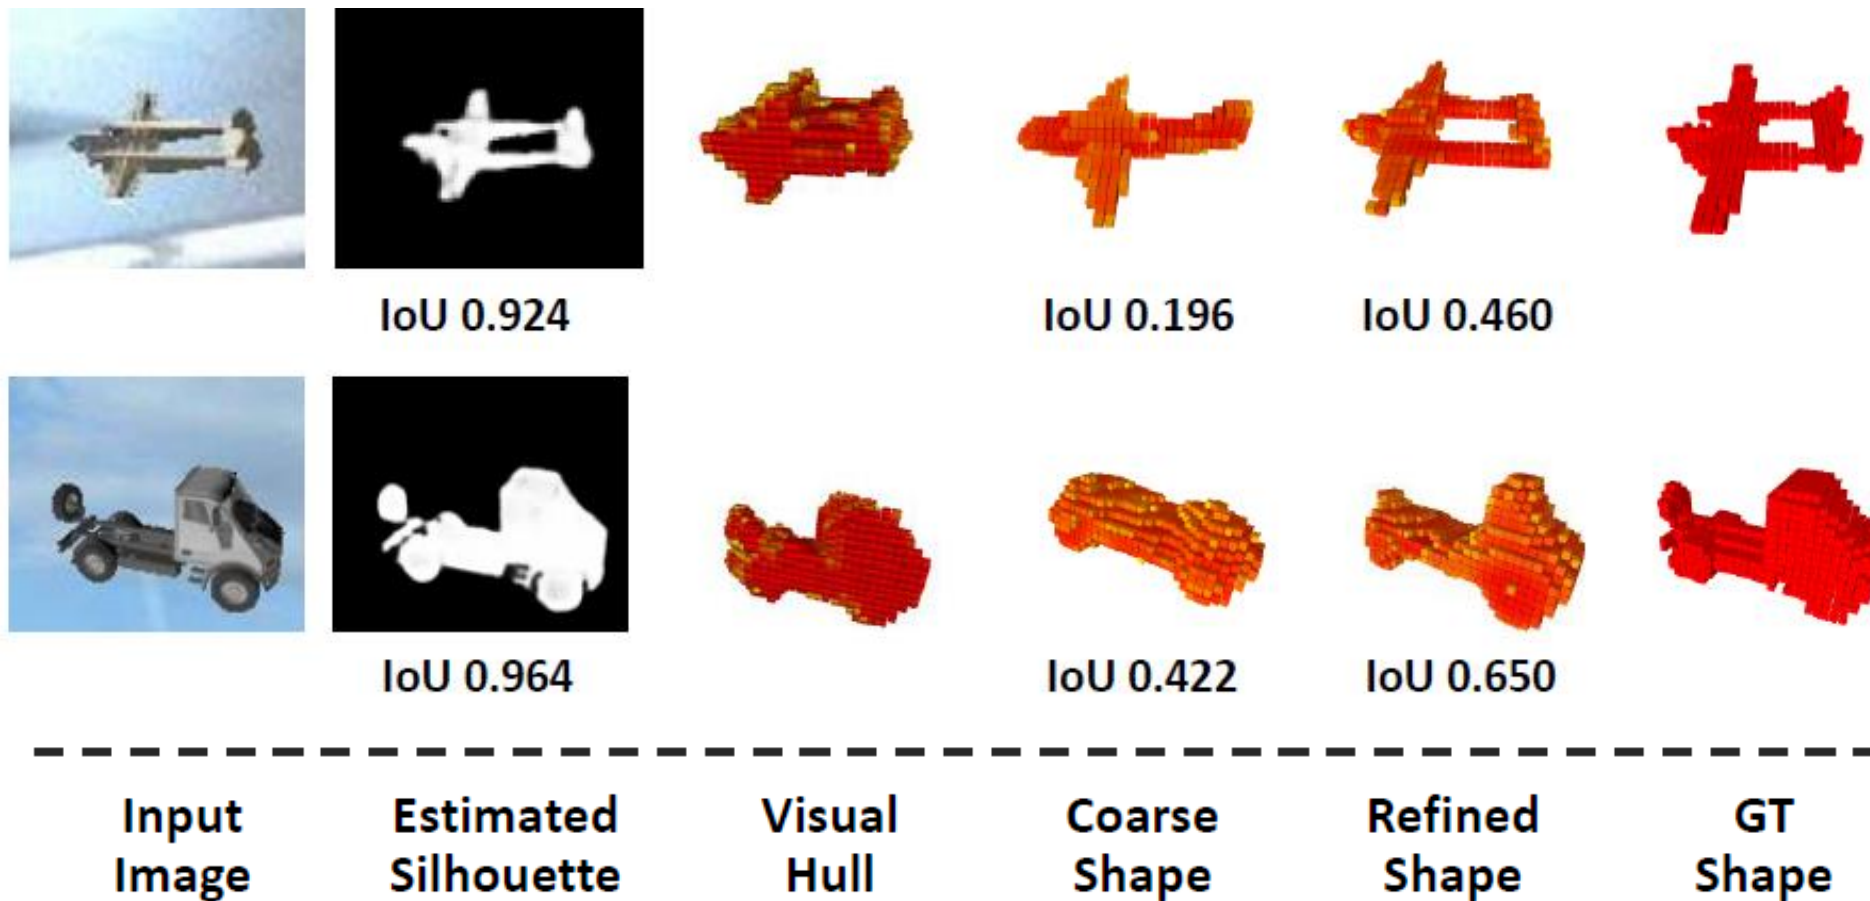 IoU 0.924 IoU 0.196 IoU 0.460
IoU 0.964 IoU 0.422 IoU 0.650
Input Estimated Visual Coarse Refined GT
Image Silhouette Hull Shape Shape Shape